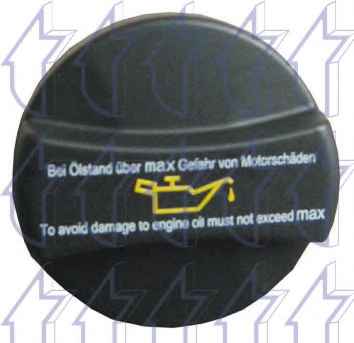 Bei Ölstand über max Gefahr von Motorschäden
To avoid damage to engine oil must not exceed max